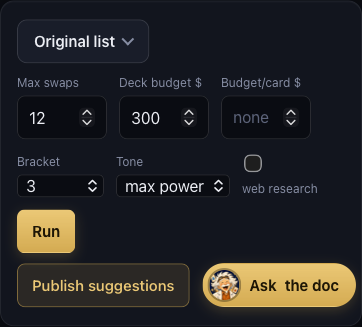 Original list
Max swaps Deck budget $ Budget/card $
12 300 none
Bracket Tone
3 max power web research
Run
Publish suggestions Ask the doc